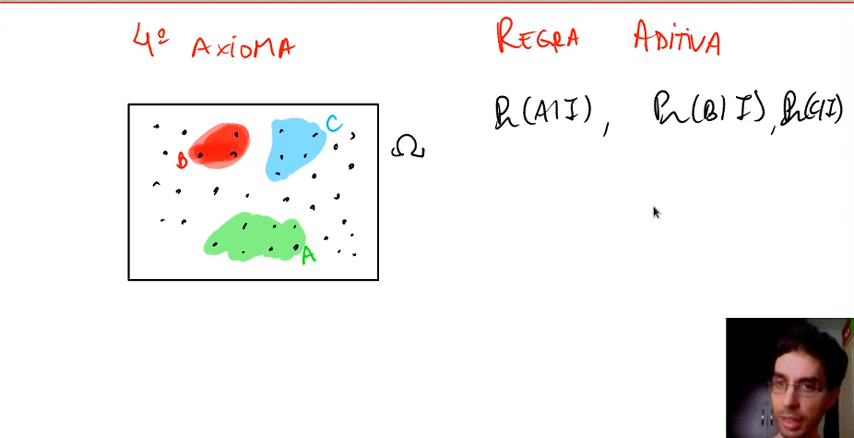 4º AXIOMA
REGRA ADITIVA
Pr(A|I), Pr(B|I), Pr(C|I)
B
C
Ω
A